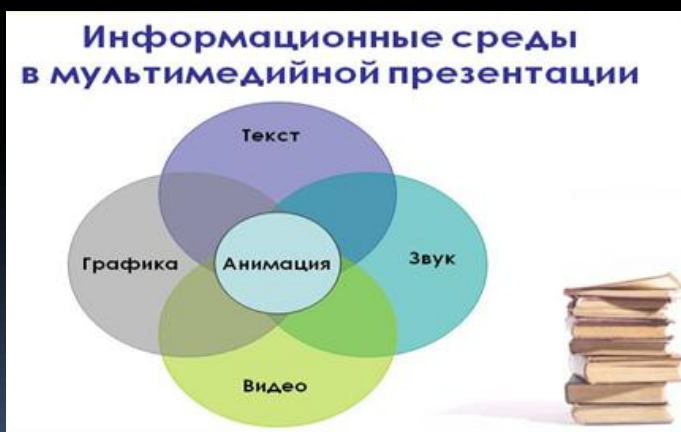 Информационные среды
в мультимедийной презентации
Текст
Графика
Анимация
Звук
Видео